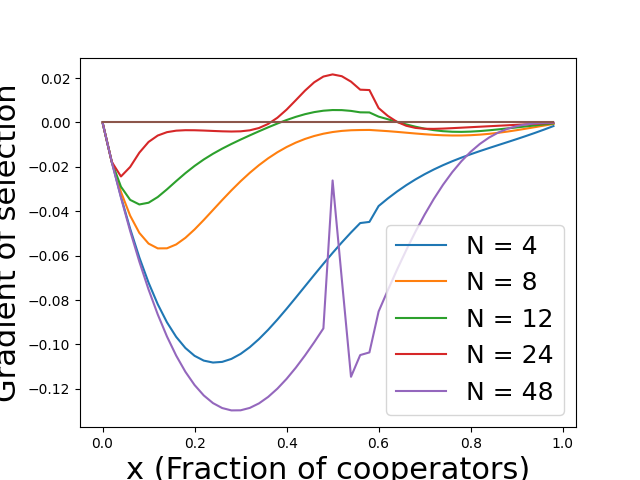 0.02
0.00
−0.02
−0.04
−0.06
−0.08
−0.10
−0.12
Gradient of selection
N = 4
N = 8
N = 12
N = 24
N = 48
0.0 0.2 0.4 0.6 0.8 1.0
x (Fraction of cooperators)